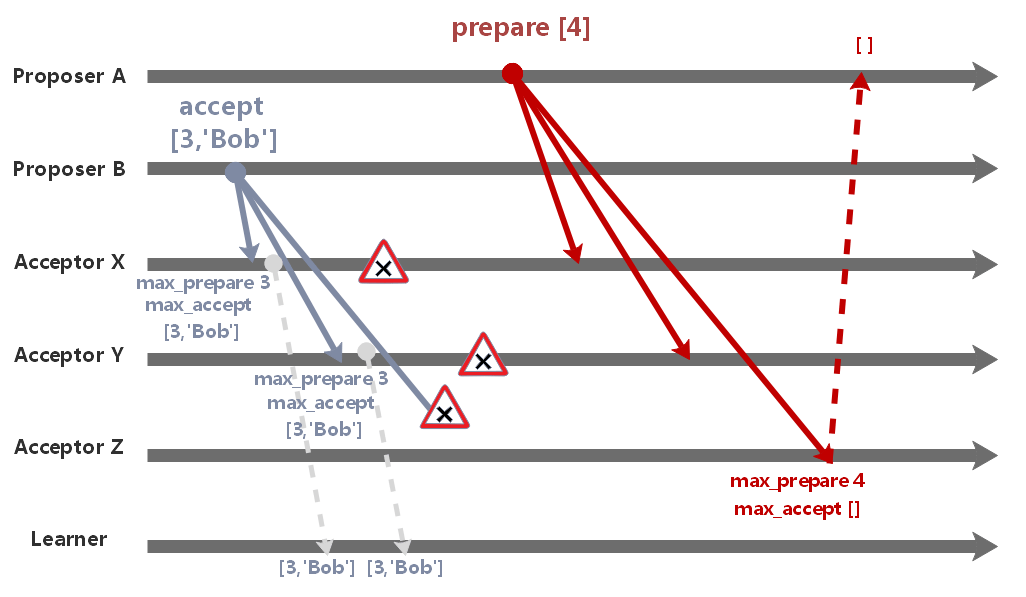 prepare [4]
[ ]
Proposer A
accept
[3,'Bob']
Proposer B
Acceptor X
max_prepare 3
max_accept
[3,'Bob']
Acceptor Y
max_prepare 3
max_accept
[3,'Bob']
Acceptor Z
max_prepare 4
max_accept []
Learner
[3,'Bob'] [3,'Bob']